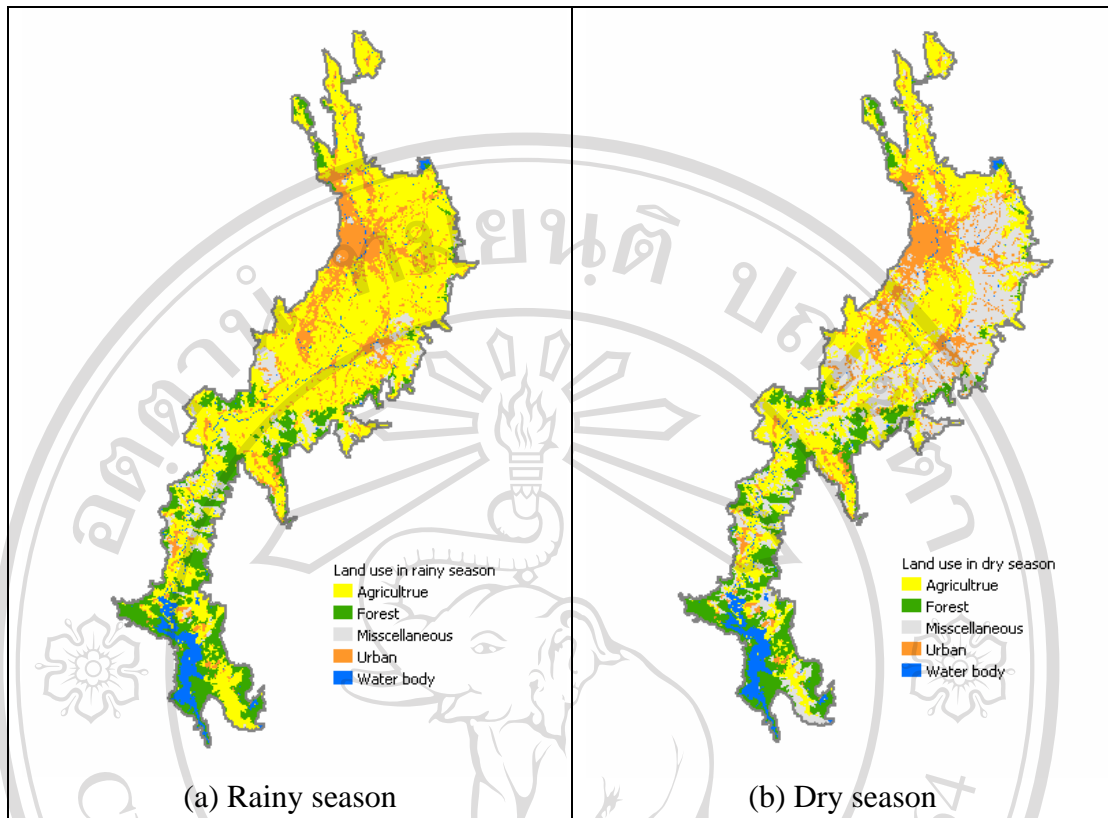 Land use in rainy season
Agricultrue
Forest
Misscellaneous
Urban
Water body
(a) Rainy season
Land use in dry season
Agricultrue
Forest
Misscellaneous
Urban
Water body
(b) Dry season